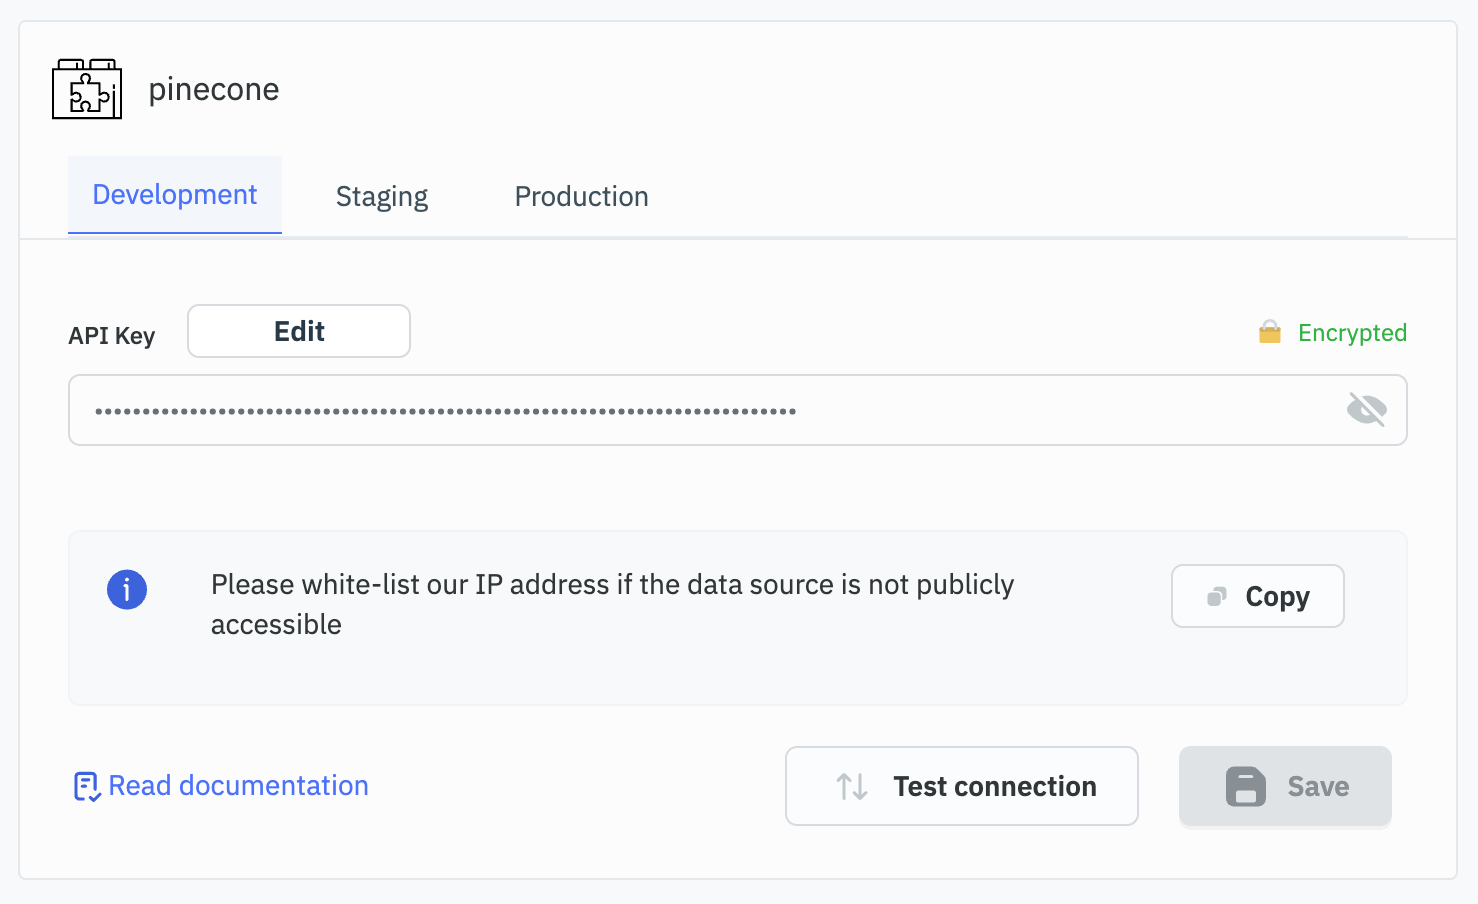 pinecone
Development Staging Production
API Key Edit Encrypted
••••••••••••••••••••••••••••••••••••••••••••••••••••••••••••••••••••••••••
Please white-list our IP address if the data source is not publicly
accessible
Copy
Read documentation Test connection Save